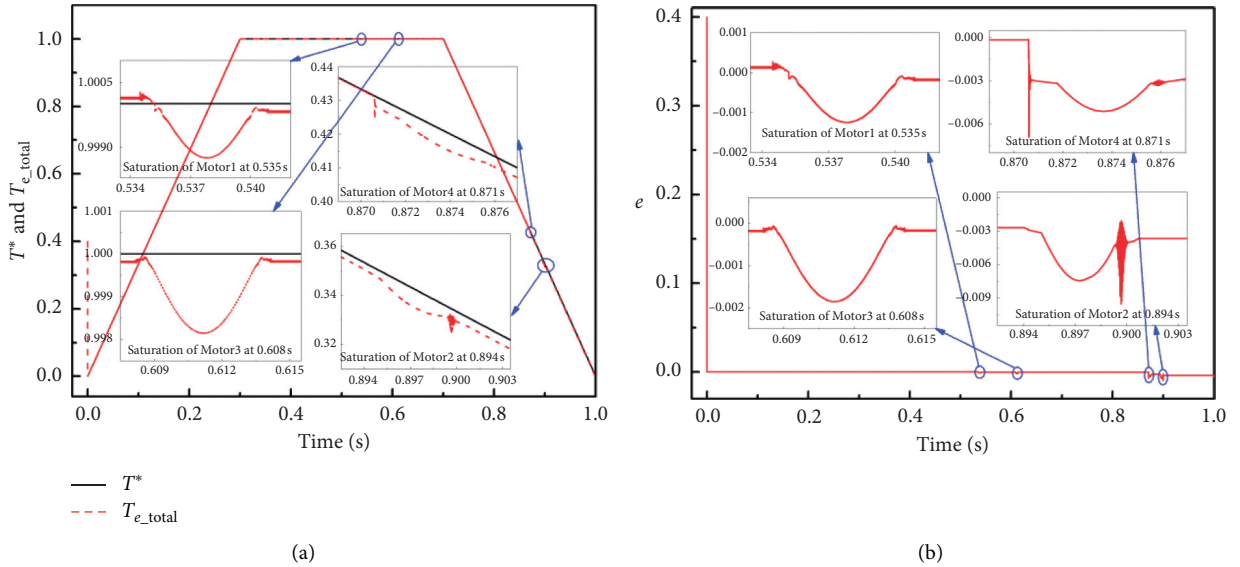 1.0
0.8
0.6
0.4
0.2
0.0
T* and T_e_total
0.0 0.2 0.4 0.6 0.8 1.0
Time (s)
1.0005
0.9990
Saturation of Motor1 at 0.535 s
0.534 0.537 0.540
0.44
0.43
0.42
0.41
0.40
Saturation of Motor4 at 0.871 s
0.870 0.872 0.874 0.876
1.001
1.000
0.999
0.998
Saturation of Motor3 at 0.608 s
0.609 0.612 0.615
0.36
0.34
0.32
Saturation of Motor2 at 0.894 s
0.894 0.897 0.900 0.903
T*
T_e_total
(a)
0.4
0.3
0.2
0.1
0.0
e
0.0 0.2 0.4 0.6 0.8 1.0
Time (s)
0.001
0.000
−0.001
−0.002
Saturation of Motor1 at 0.535 s
0.534 0.537 0.540
0.000
−0.003
−0.006
Saturation of Motor4 at 0.871 s
0.870 0.872 0.874 0.876
0.000
−0.001
−0.002
Saturation of Motor3 at 0.608 s
0.609 0.612 0.615
0.000
−0.003
−0.006
−0.009
Saturation of Motor2 at 0.894 s
0.894 0.897 0.900 0.903
(b)